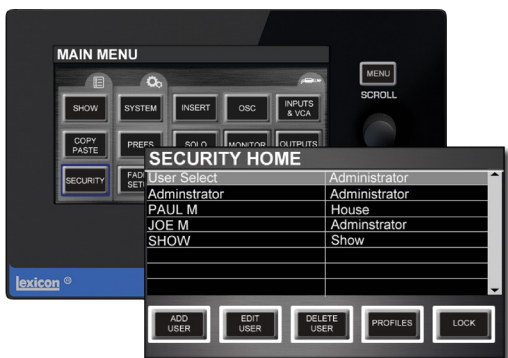 MAIN MENU
MENU
SCROLL
SHOW
SYSTEM
INSERT
OSC
INPUTS
& VCA
COPY
PASTE
PREFS
SOLO
MONITOR
OUTPUTS
SECURITY
SECURITY HOME
User Select Administrator
Adminstrator Administrator
PAUL M House
JOE M Adminstrator
SHOW Show
lexicon ®
ADD
USER
EDIT
USER
DELETE
USER
PROFILES
LOCK